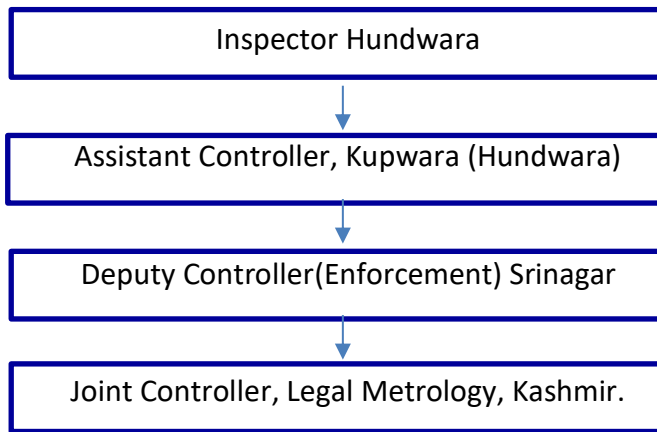 Inspector Hundwara
Assistant Controller, Kupwara (Hundwara)
Deputy Controller(Enforcement) Srinagar
Joint Controller, Legal Metrology, Kashmir.